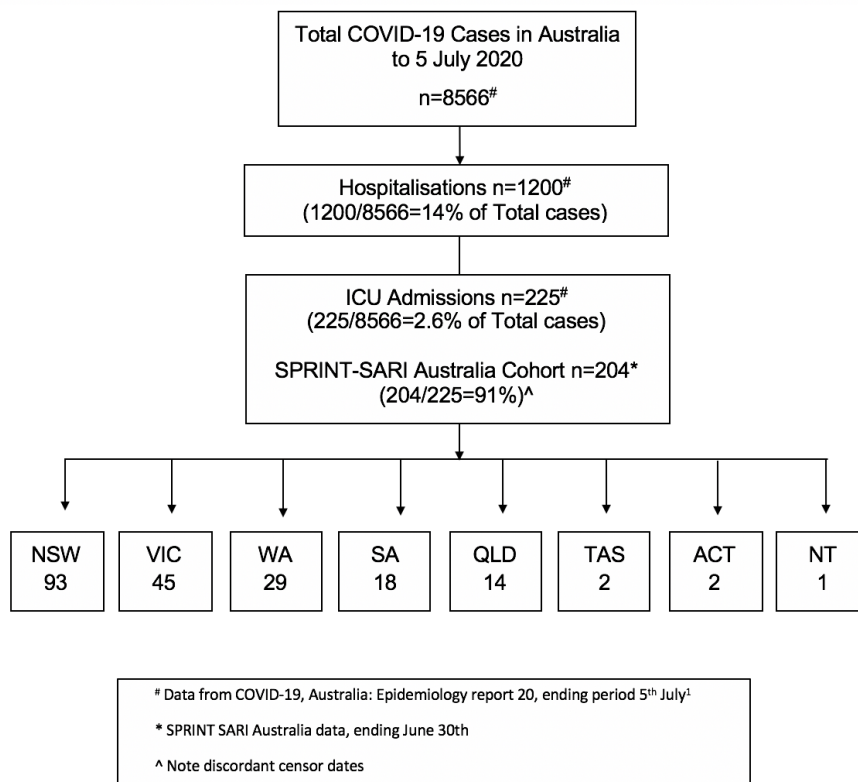 Total COVID-19 Cases in Australia
to 5 July 2020
n=8566#
Hospitalisations n=1200#
(1200/8566=14% of Total cases)
ICU Admissions n=225#
(225/8566=2.6% of Total cases)
SPRINT-SARI Australia Cohort n=204*
(204/225=91%)^
NSW VIC WA SA QLD TAS ACT NT
93 45 29 18 14 2 2 1
# Data from COVID-19, Australia: Epidemiology report 20, ending period 5th July1
* SPRINT SARI Australia data, ending June 30th
^ Note discordant censor dates